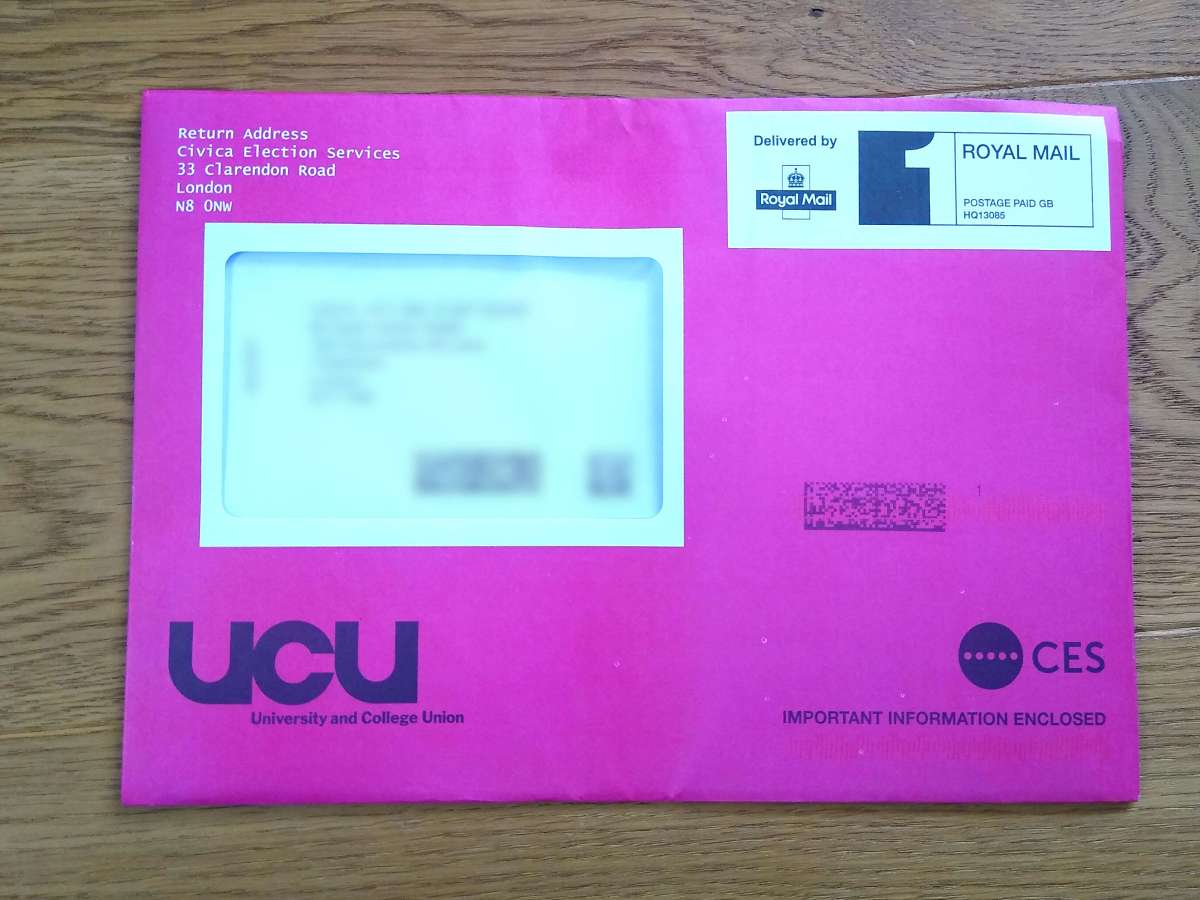 Return Address
Civica Election Services
33 Clarendon Road
London
N8 0NW
Delivered by
Royal Mail
1
ROYAL MAIL
POSTAGE PAID GB
HQ13085
1
UCU
University and College Union
CES
IMPORTANT INFORMATION ENCLOSED